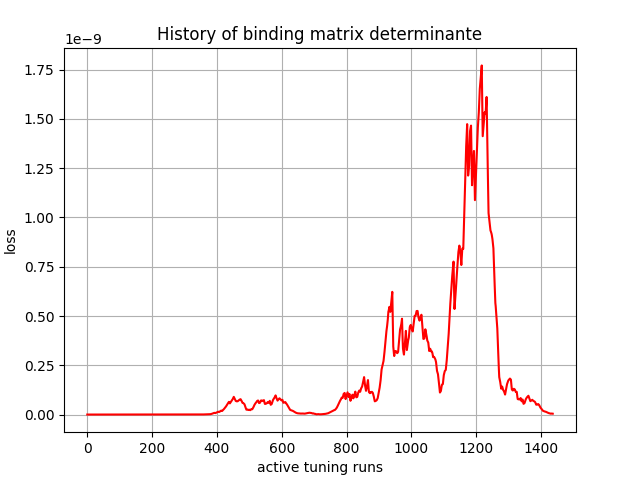 History of binding matrix determinante
1e−9
1.75
1.50
1.25
1.00
0.75
0.50
0.25
0.00
loss
0 200 400 600 800 1000 1200 1400
active tuning runs